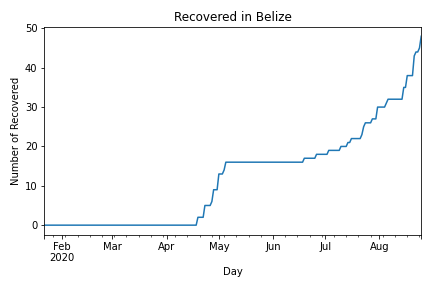 Recovered in Belize
Number of Recovered
50
40
30
20
10
0
Feb
2020
Mar
Apr
May
Jun
Jul
Aug
Day